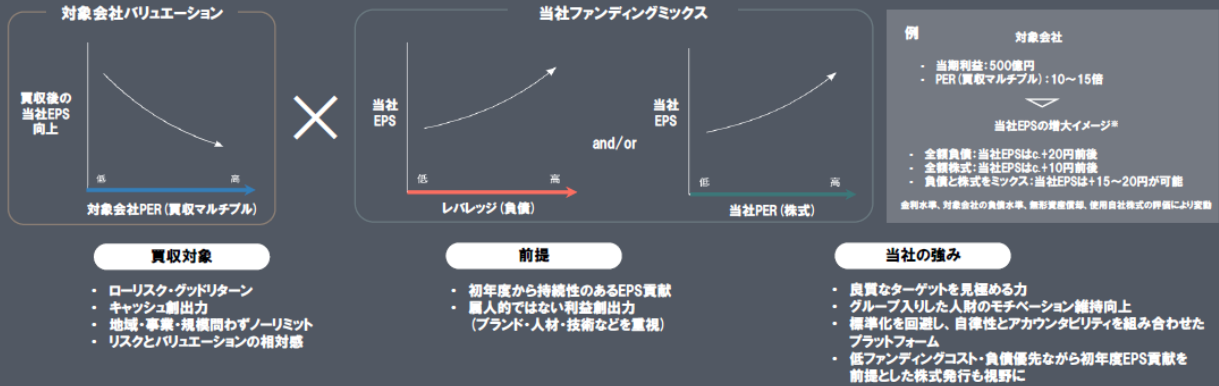 対象会社バリュエーション
買収後の
当社EPS
向上
低
高
対象会社PER(買収マルチプル)
×
当社ファンディングミックス
当社
EPS
低
高
レバレッジ(負債)
and/or
当社
EPS
低
高
当社PER(株式)
例
対象会社
- 当期利益:500億円
- PER(買収マルチプル):10~15倍
当社EPSの増大イメージ※
- 全額負債:当社EPSはc.+20円前後
- 全額株式:当社EPSはc.+10円前後
- 負債と株式をミックス:当社EPSは+15~20円が可能
金利水準、対象会社の負債水準、無形資産償却、使用自社株式の評価により変動
買収対象
・ローリスク・グッドリターン
・キャッシュ創出力
・地域・事業・規模問わずノーリミット
・リスクとバリュエーションの相対感
前提
・初年度から持続性のあるEPS貢献
・属人的ではない利益創出力
(ブランド・人材・技術などを重視)
当社の強み
・良質なターゲットを見極める力
・グループ入りした人財のモチベーション維持向上
・標準化を回避し、自律性とアカウンタビリティを組み合わせた
プラットフォーム
・低ファンディングコスト・負債優先ながら初年度EPS貢献を
前提とした株式発行も視野に